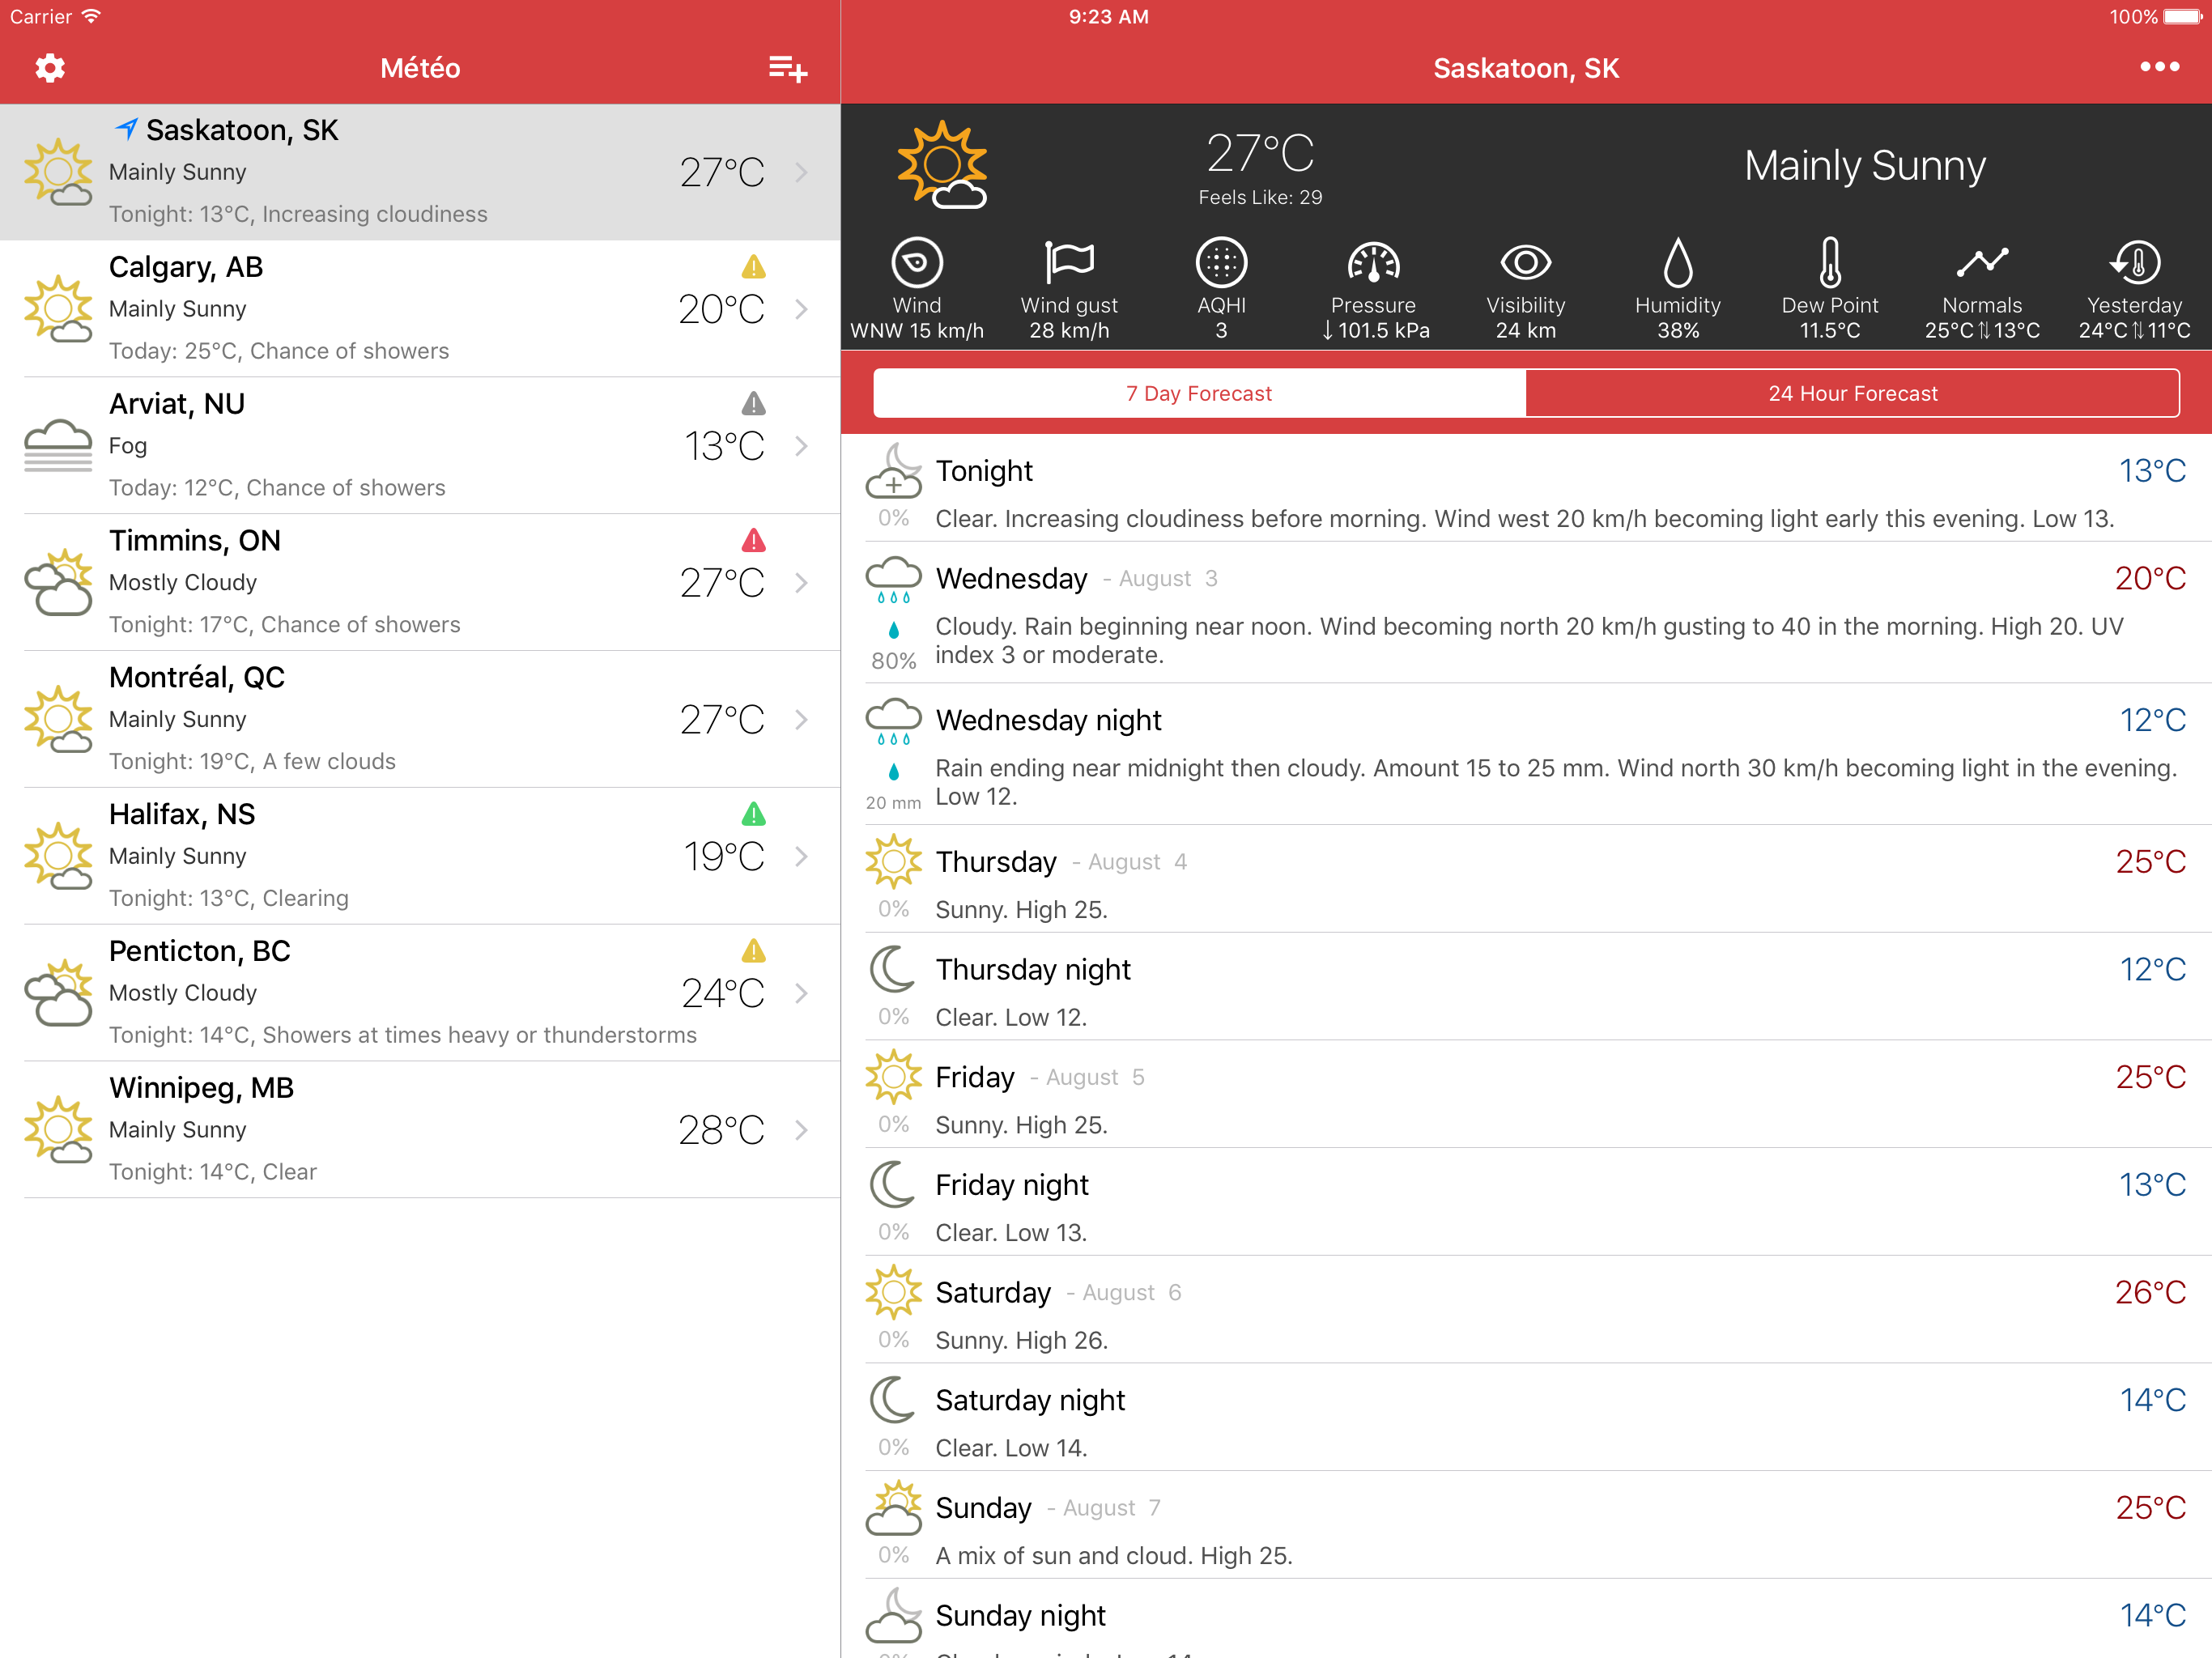 Carrier
9:23 AM
100%
Météo
Saskatoon, SK
Saskatoon, SK
Mainly Sunny
27°C
Tonight: 13°C, Increasing cloudiness
Calgary, AB
Mainly Sunny
20°C
Today: 25°C, Chance of showers
Arviat, NU
Fog
13°C
Today: 12°C, Chance of showers
Timmins, ON
Mostly Cloudy
27°C
Tonight: 17°C, Chance of showers
Montréal, QC
Mainly Sunny
27°C
Tonight: 19°C, A few clouds
Halifax, NS
Mainly Sunny
19°C
Tonight: 13°C, Clearing
Penticton, BC
Mostly Cloudy
24°C
Tonight: 14°C, Showers at times heavy or thunderstorms
Winnipeg, MB
Mainly Sunny
28°C
Tonight: 14°C, Clear
27°C
Feels Like: 29
Mainly Sunny
Wind
WNW 15 km/h
Wind gust
28 km/h
AQHI
3
Pressure
↓ 101.5 kPa
Visibility
24 km
Humidity
38%
Dew Point
11.5°C
Normals
25°C⇅13°C
Yesterday
24°C⇅11°C
7 Day Forecast
24 Hour Forecast
Tonight
13°C
0%
Clear. Increasing cloudiness before morning. Wind west 20 km/h becoming light early this evening. Low 13.
Wednesday - August 3
20°C
80%
Cloudy. Rain beginning near noon. Wind becoming north 20 km/h gusting to 40 in the morning. High 20. UV
index 3 or moderate.
Wednesday night
12°C
20 mm
Rain ending near midnight then cloudy. Amount 15 to 25 mm. Wind north 30 km/h becoming light in the evening.
Low 12.
Thursday - August 4
25°C
0%
Sunny. High 25.
Thursday night
12°C
0%
Clear. Low 12.
Friday - August 5
25°C
0%
Sunny. High 25.
Friday night
13°C
0%
Clear. Low 13.
Saturday - August 6
26°C
0%
Sunny. High 26.
Saturday night
14°C
0%
Clear. Low 14.
Sunday - August 7
25°C
0%
A mix of sun and cloud. High 25.
Sunday night
14°C